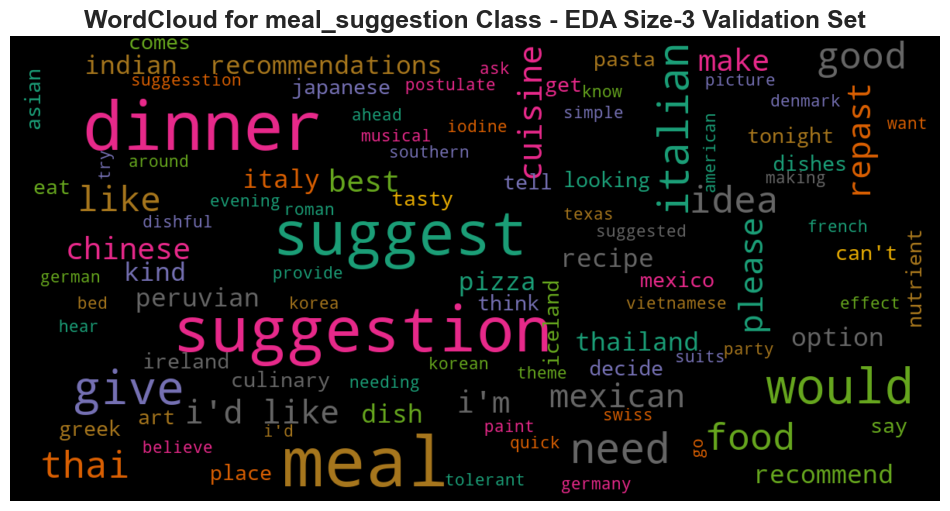 WordCloud for meal_suggestion Class - EDA Size-3 Validation Set
comes
indian recommendations
suggesstion
asian
japanese
postulate
ask
get
know
cuisine
pasta
simple
italian
make
picture
good
denmark
want
repast
tonight
american
dishes
making
dinner
ahead
musical
iodine
southern
try
around
eat
like
italy
best
tasty
tell
looking
idea
evening
roman
dishful
suggest
texas
suggested
french
please
can't
chinese
kind
german
provide
pizza
recipe
mexico
nutrient
bed
peruvian
korea
think
vietnamese
effect
hear
suggestion
iceland
thailand
option
ireland
culinary
needing
korean
theme
decide
suits
party
give
i'd like
dish
i'm
mexican
would
greek
art
i'd
paint
swiss
say
believe
quick
need
go
food
thai
place
meal
tolerant
germany
recommend